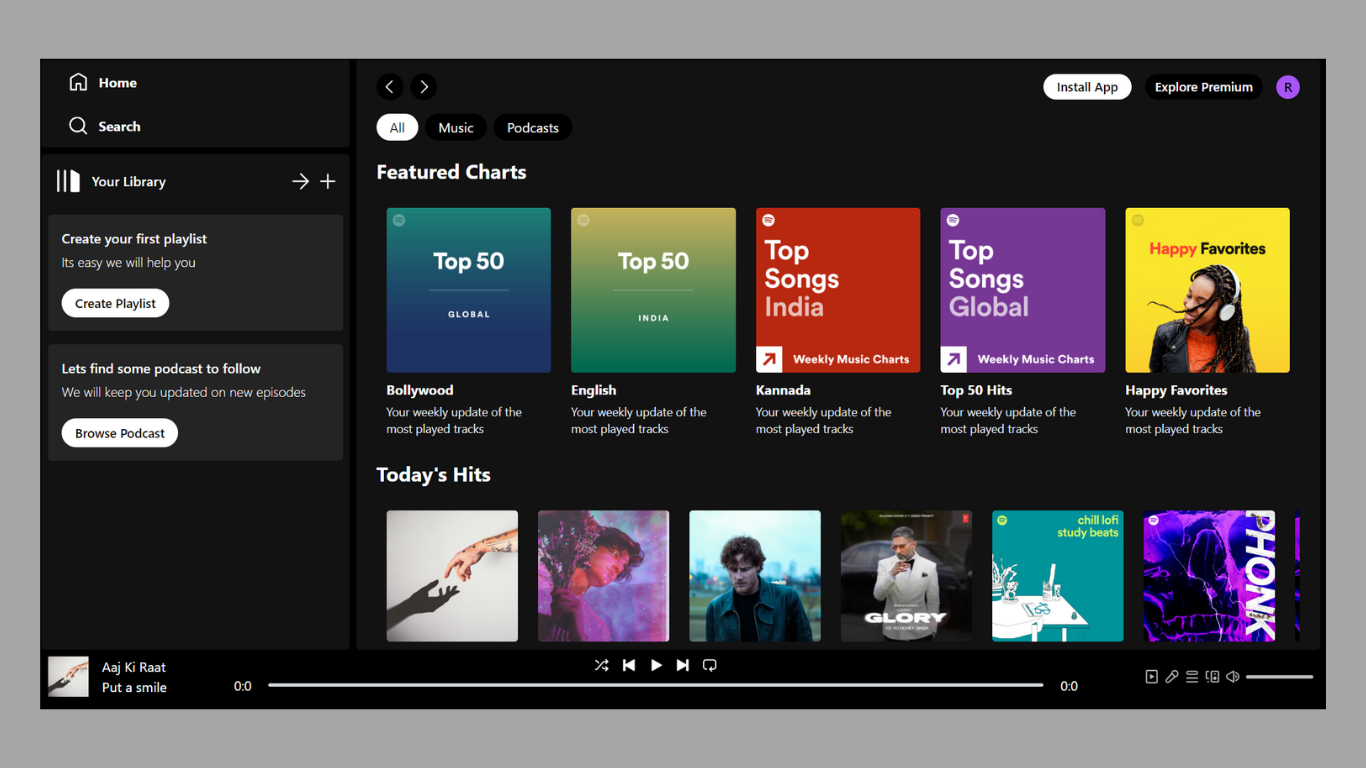 Home
Search
Your Library
Create your first playlist
Its easy we will help you
Create Playlist
Lets find some podcast to follow
We will keep you updated on new episodes
Browse Podcast
Install App
Explore Premium
R
All
Music
Podcasts
Featured Charts
Top 50
GLOBAL
Bollywood
Your weekly update of the
most played tracks
Top 50
INDIA
English
Your weekly update of the
most played tracks
Top
Songs
India
Weekly Music Charts
Kannada
Your weekly update of the
most played tracks
Top
Songs
Global
Weekly Music Charts
Top 50 Hits
Your weekly update of the
most played tracks
Happy Favorites
Happy Favorites
Your weekly update of the
most played tracks
Today's Hits
GLORY
YO YO HONEY SINGH
chill lofi
study beats
PHONK
Aaj Ki Raat
Put a smile
0:0
0:0